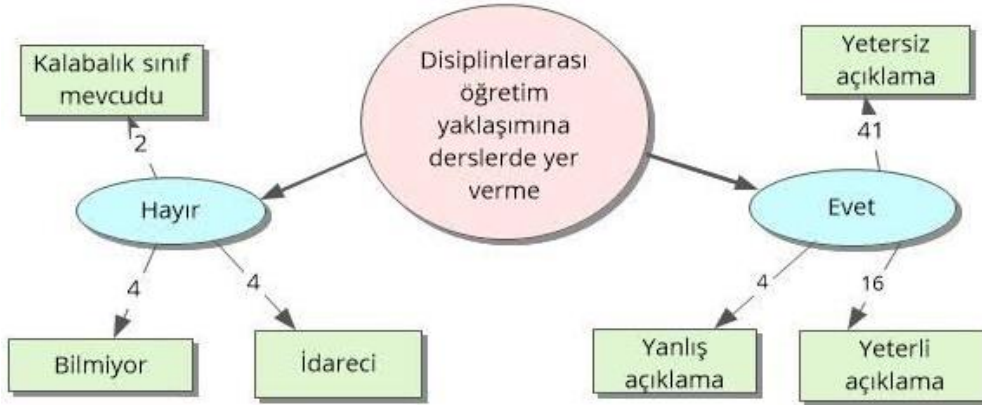 Disiplinlerarası
öğretim
yaklaşımına
derslerde yer
verme
Kalabalık sınıf
mevcudu
2
Hayır
4
4
Bilmiyor
İdareci
Yetersiz
açıklama
41
Evet
4
16
Yanlış
açıklama
Yeterli
açıklama